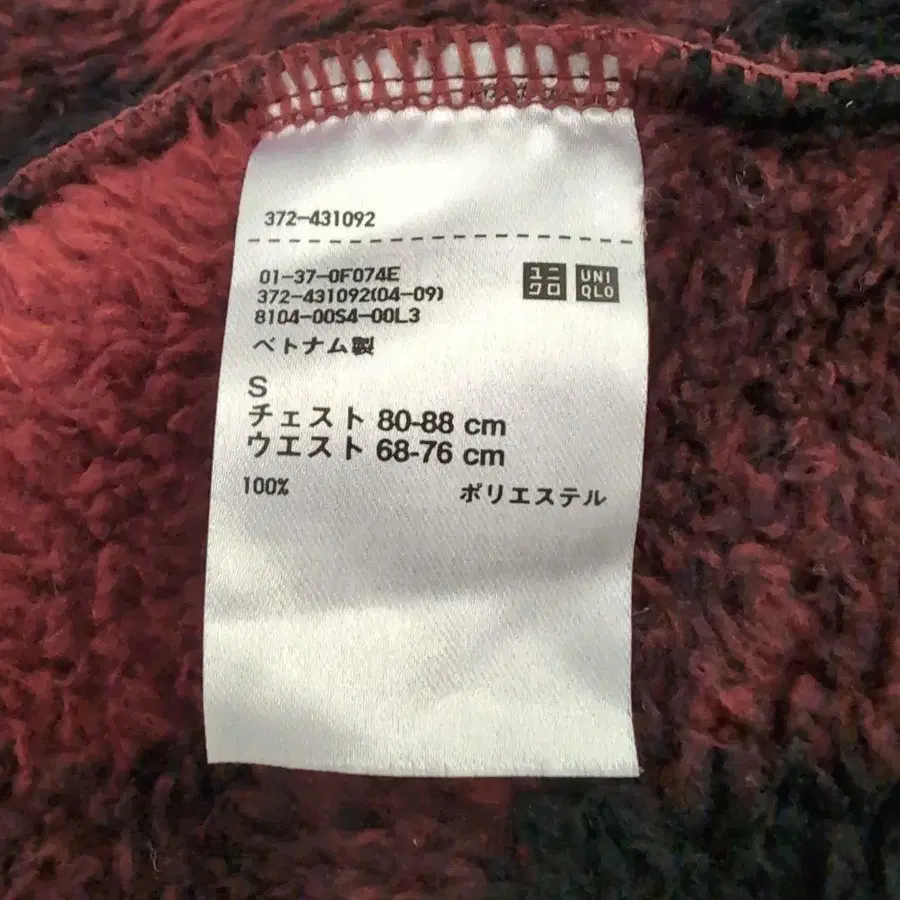 372-431092
01-37-0F074E
372-431092(04-09)
8104-00S4-00L3
ユニ
クロ
UNI
QLO
ベトナム製
S
チェスト 80-88 cm
ウエスト 68-76 cm
100% ポリエステル